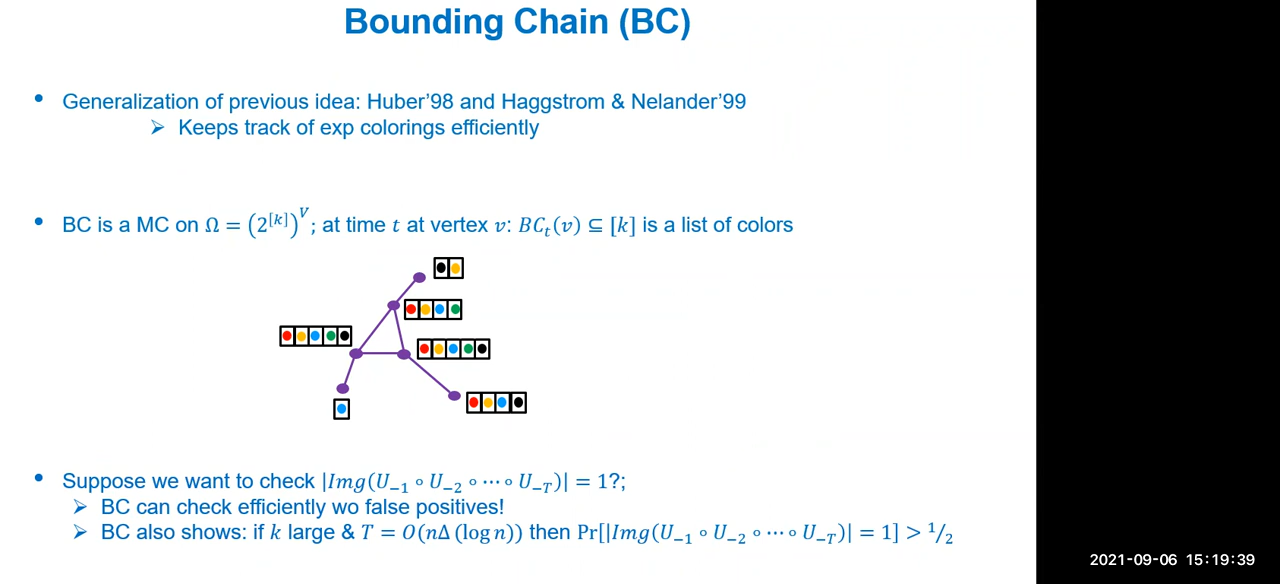 Bounding Chain (BC)
• Generalization of previous idea: Huber'98 and Haggstrom & Nelander'99
➢ Keeps track of exp colorings efficiently
• BC is a MC on Ω = (2^[k])^V; at time t at vertex v: BC_t(v) ⊆ [k] is a list of colors
• Suppose we want to check |Img(U_{-1} ∘ U_{-2} ∘ ⋯ ∘ U_{-T})| = 1?;
➢ BC can check efficiently wo false positives!
➢ BC also shows: if k large & T = O(nΔ (log n)) then Pr[|Img(U_{-1} ∘ U_{-2} ∘ ⋯ ∘ U_{-T})| = 1] > 1/2
2021-09-06 15:19:39